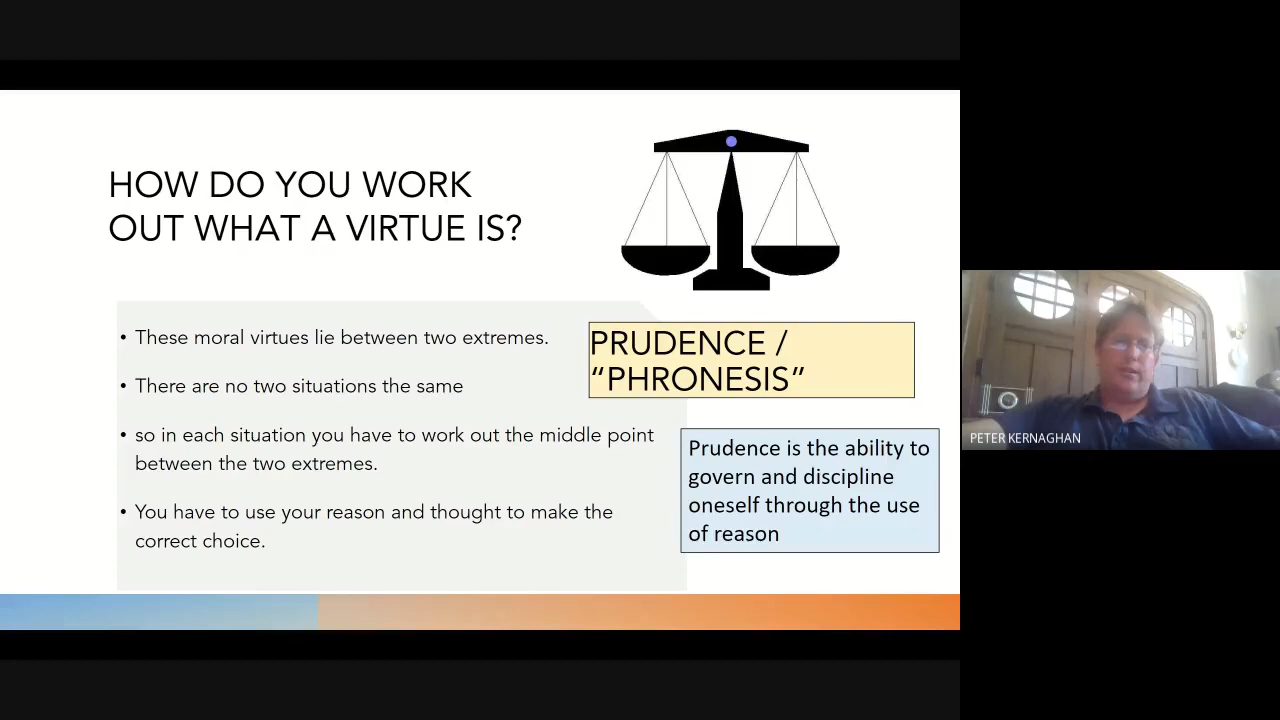 HOW DO YOU WORK
OUT WHAT A VIRTUE IS?
• These moral virtues lie between two extremes.
• There are no two situations the same
• so in each situation you have to work out the middle point
between the two extremes.
• You have to use your reason and thought to make the
correct choice.
PRUDENCE /
“PHRONESIS”
Prudence is the ability to
govern and discipline
oneself through the use
of reason
PETER KERNAGHAN